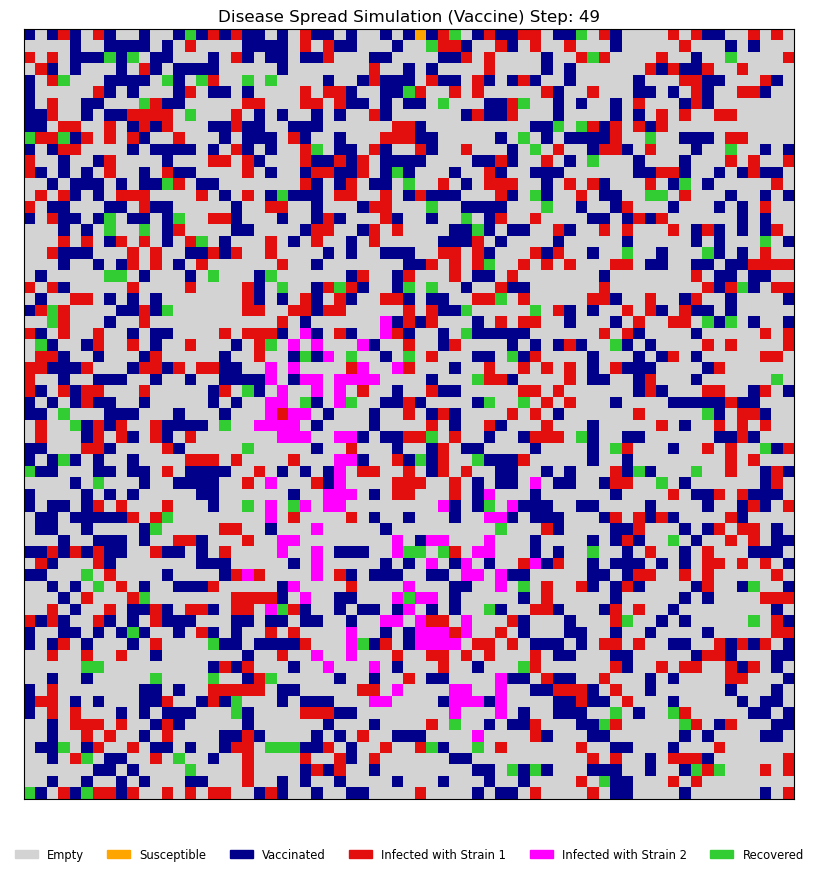 Disease Spread Simulation (Vaccine) Step: 49
Empty Susceptible Vaccinated Infected with Strain 1 Infected with Strain 2 Recovered